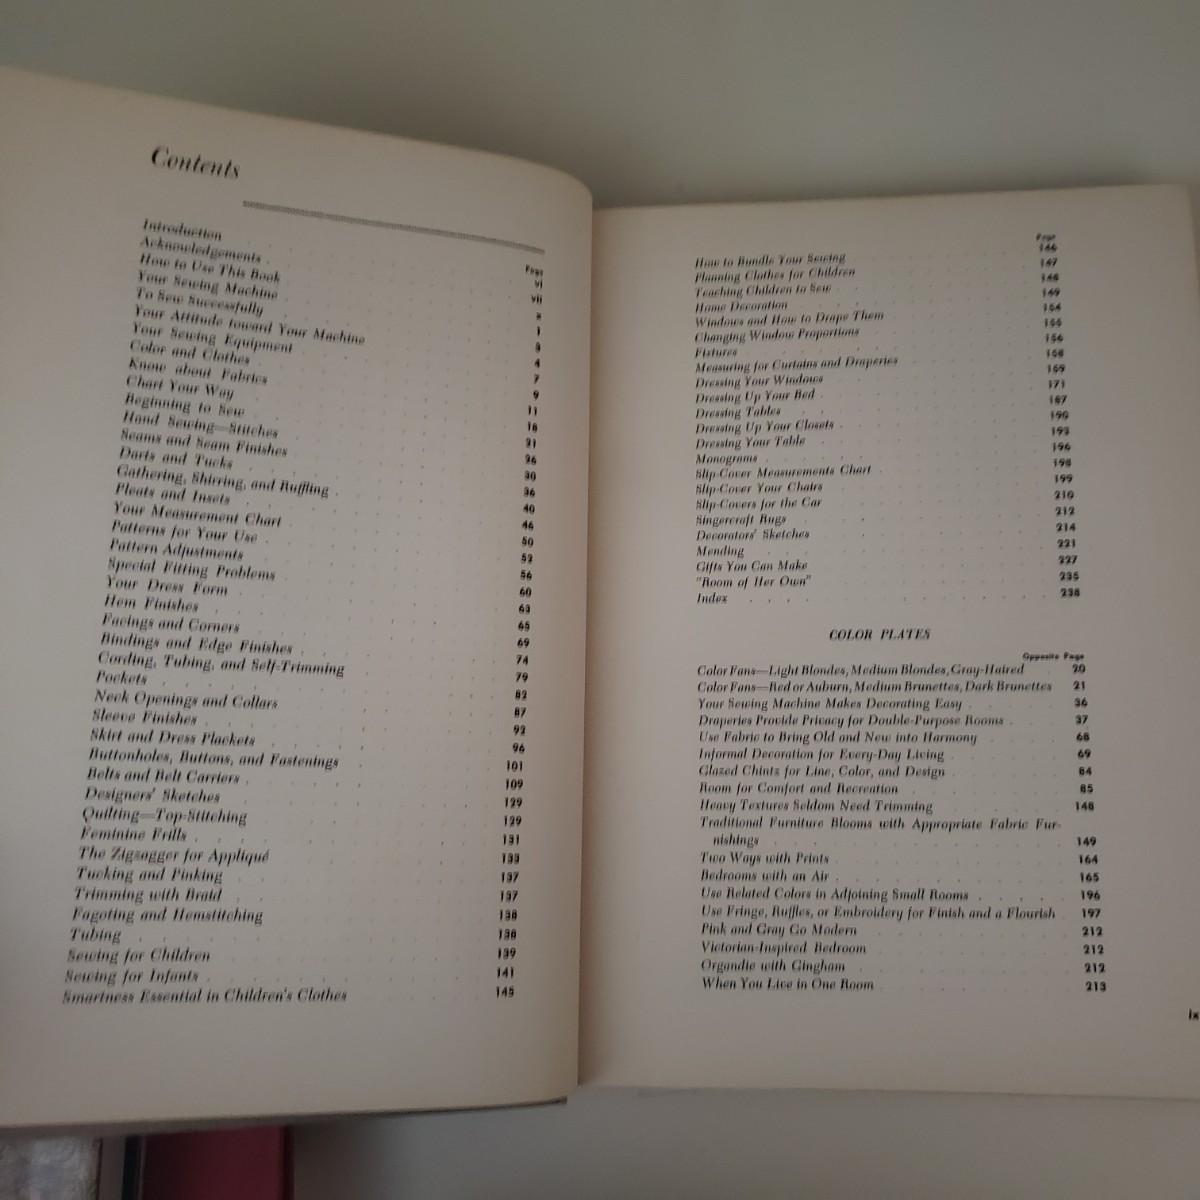 Contents
Page
Introduction vi
Acknowledgements vii
How to Use This Book x
Your Sewing Machine 1
To Sew Successfully 3
Your Attitude toward Your Machine 4
Your Sewing Equipment 7
Color and Clothes 9
Know about Fabrics 11
Chart Your Way 16
Beginning to Sew 21
Hand Sewing—Stitches 26
Seams and Seam Finishes 30
Darts and Tucks 36
Gathering, Shirring, and Ruffling 40
Pleats and Insets 46
Your Measurement Chart 50
Patterns for Your Use 52
Pattern Adjustments 56
Special Fitting Problems 60
Your Dress Form 63
Hem Finishes 65
Facings and Corners 69
Bindings and Edge Finishes 74
Cording, Tubing, and Self-Trimming 79
Pockets 82
Neck Openings and Collars 87
Sleeve Finishes 92
Skirt and Dress Plackets 96
Buttonholes, Buttons, and Fastenings 101
Belts and Belt Carriers 109
Designers' Sketches 129
Quilting—Top-Stitching 129
Feminine Frills 131
The Zigzagger for Appliqué 133
Tucking and Pinking 137
Trimming with Braid 137
Fagoting and Hemstitching 138
Tubing 138
Sewing for Children 139
Sewing for Infants 141
Smartness Essential in Children's Clothes 145
Page
How to Bundle Your Sewing 146
Planning Clothes for Children 147
Teaching Children to Sew 148
Home Decoration 149
Windows and How to Drape Them 154
Changing Window Proportions 155
Fixtures 156
Measuring for Curtains and Draperies 158
Dressing Your Windows 159
Dressing Up Your Bed 171
Dressing Tables 187
Dressing Up Your Closets 190
Dressing Your Table 193
Monograms 196
Slip-Cover Measurements Chart 198
Slip-Cover Your Chairs 199
Slip-Covers for the Car 210
Singercraft Rugs 212
Decorators' Sketches 214
Mending 221
Gifts You Can Make 227
"Room of Her Own" 235
Index 238
COLOR PLATES
Opposite Page
Color Fans—Light Blondes, Medium Blondes, Gray-Haired 20
Color Fans—Red or Auburn, Medium Brunettes, Dark Brunettes 21
Your Sewing Machine Makes Decorating Easy 36
Draperies Provide Privacy for Double-Purpose Rooms 37
Use Fabric to Bring Old and New into Harmony 68
Informal Decoration for Every-Day Living 69
Glazed Chintz for Line, Color, and Design 84
Room for Comfort and Recreation 85
Heavy Textures Seldom Need Trimming 148
Traditional Furniture Blooms with Appropriate Fabric Fur-
nishings 149
Two Ways with Prints 164
Bedrooms with an Air 165
Use Related Colors in Adjoining Small Rooms 196
Use Fringe, Ruffles, or Embroidery for Finish and a Flourish 197
Pink and Gray Go Modern 212
Victorian-Inspired Bedroom 212
Organdie with Gingham 212
When You Live in One Room 213
ix